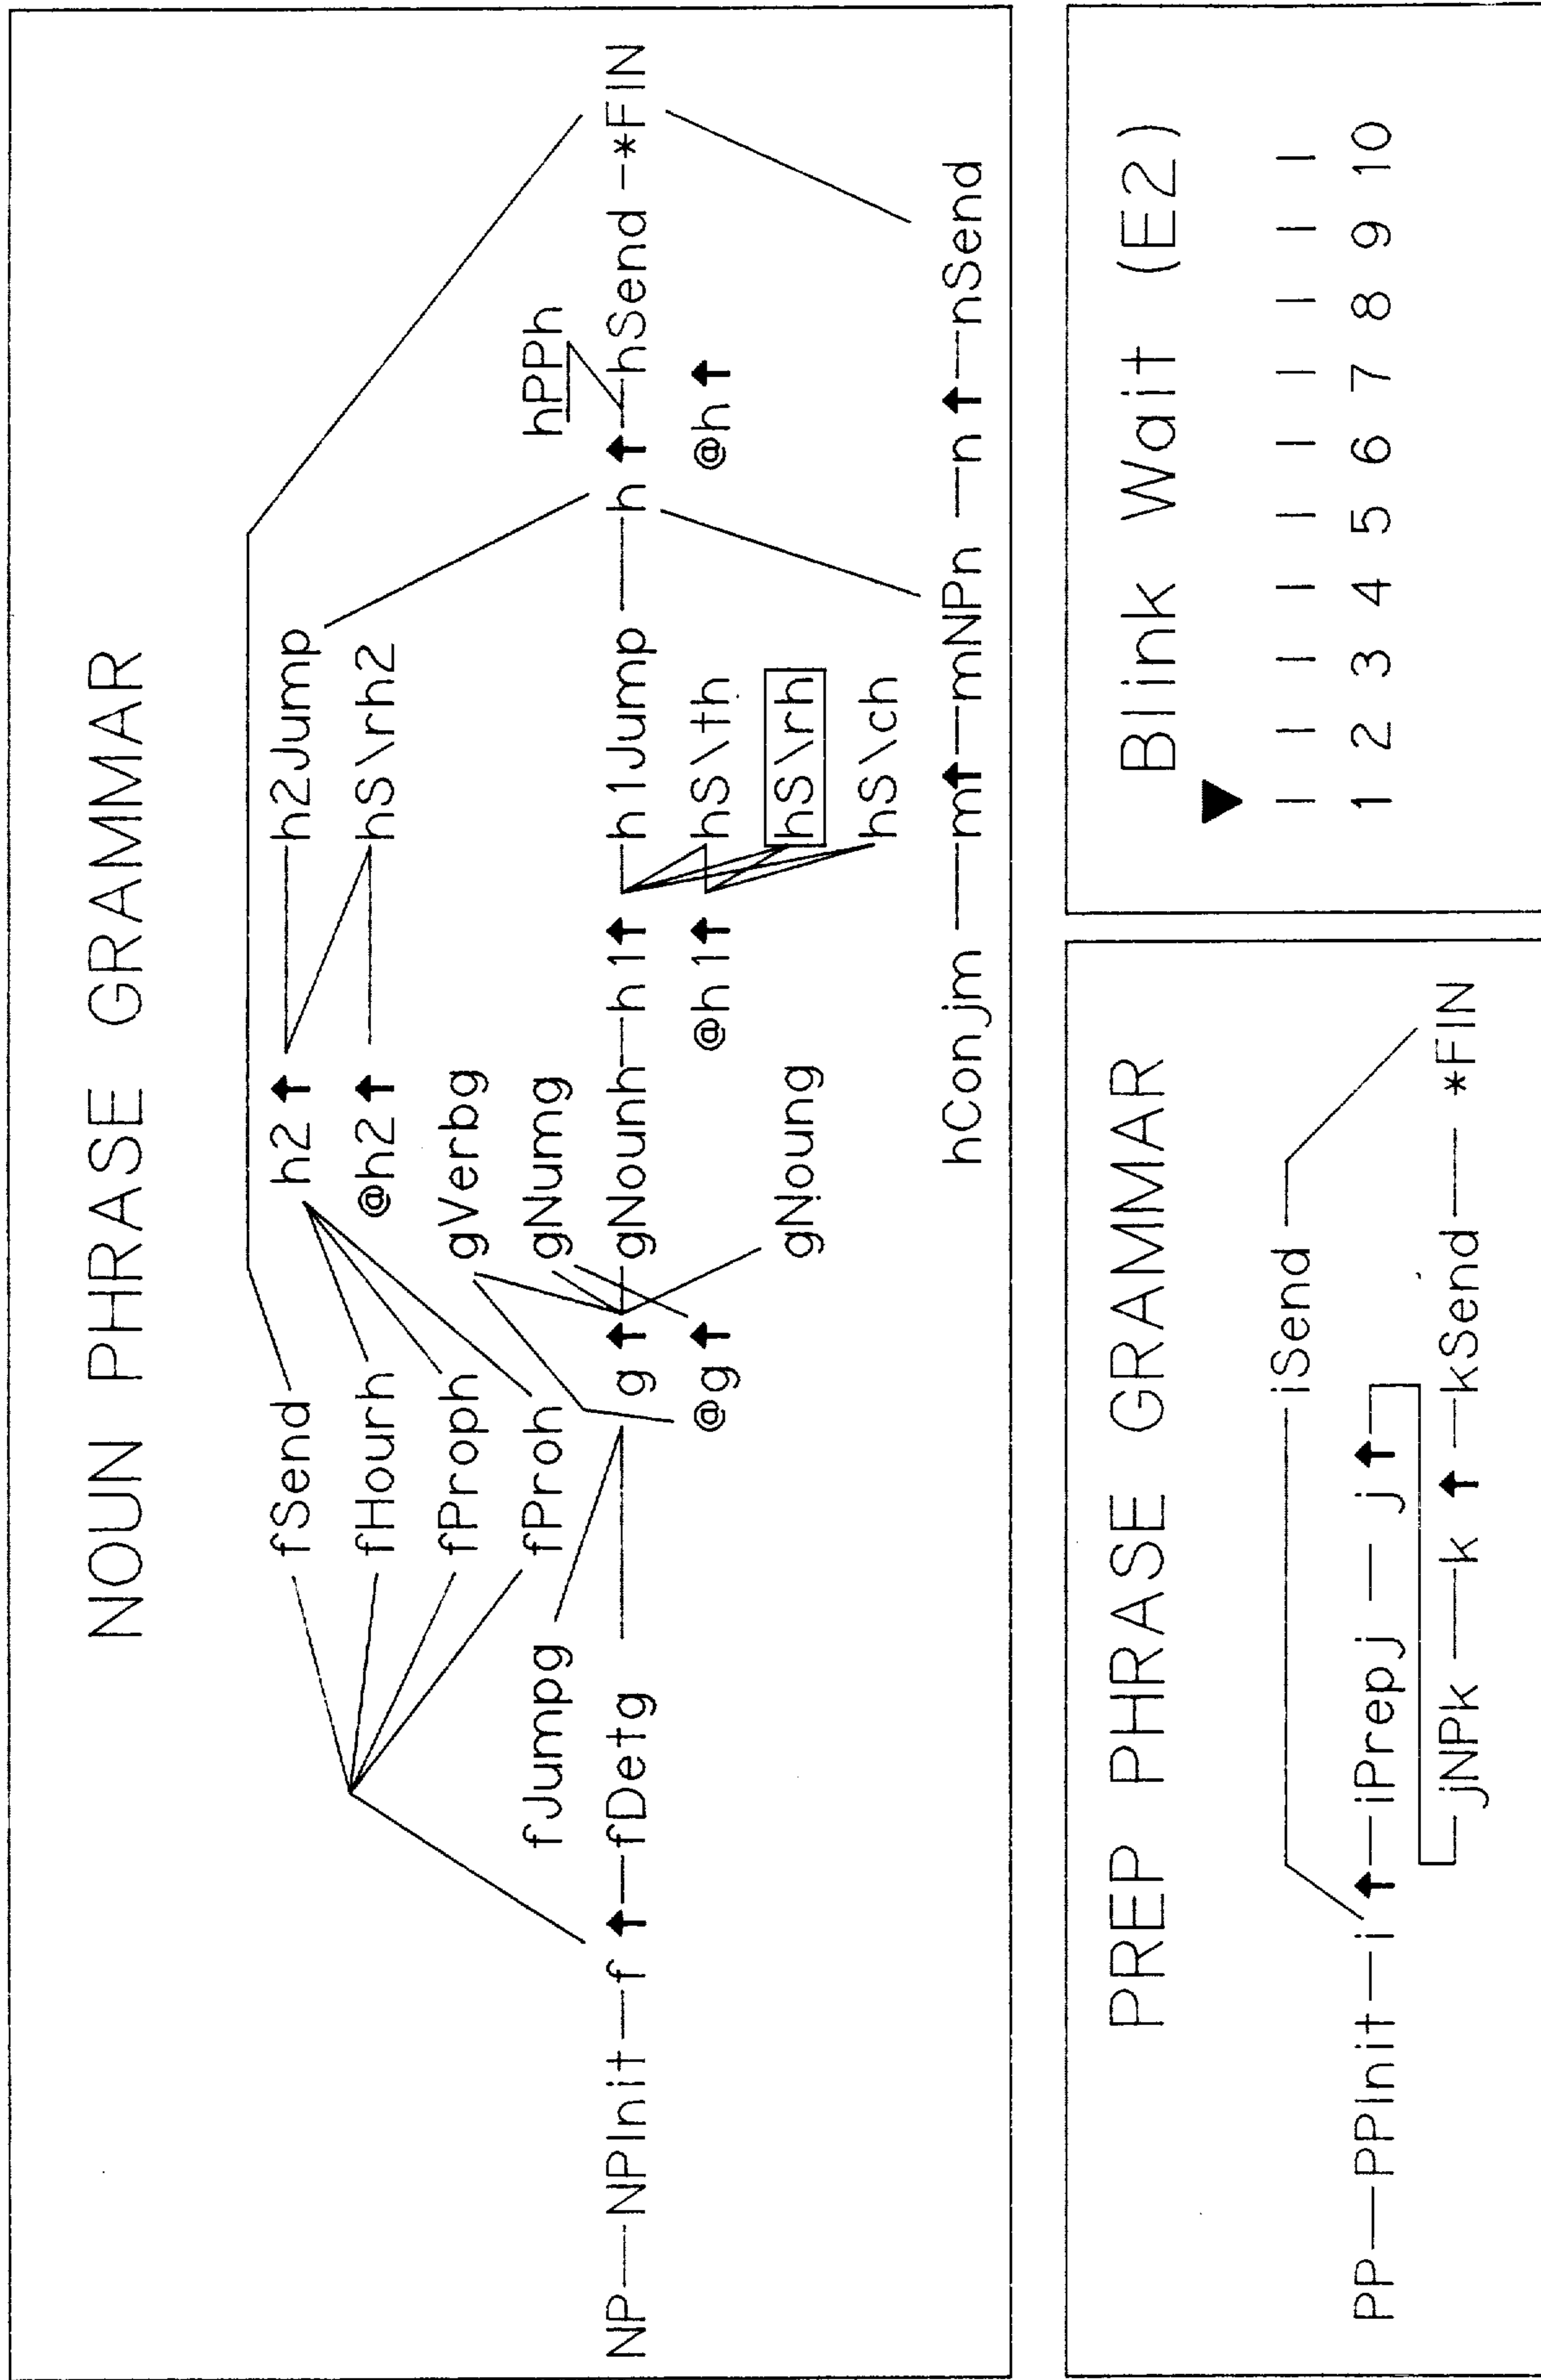 NOUN PHRASE GRAMMAR
fSend
h2 ↑ h2Jump
fHourh @h2 ↑ hS\rh2
fProph gVerbg
fJumpg fProh gNumg hPPh
NP—NPInit—f ↑—fDetg g ↑ gNounh—h1↑—h1Jump—h ↑—hSend—*FIN
@g ↑ @h1↑ hS\th @h ↑
gNoung hS\rh
hS\ch
hConjm—m↑—mNPn—n ↑—nSend
PREP PHRASE GRAMMAR
iSend
PP—PPInit—i ↑—iPrepj—j ↑
jNPk—k ↑—kSend—*FIN
Blink Wait (E2)
▼
| | | | | | | | | |
1 2 3 4 5 6 7 8 9 10